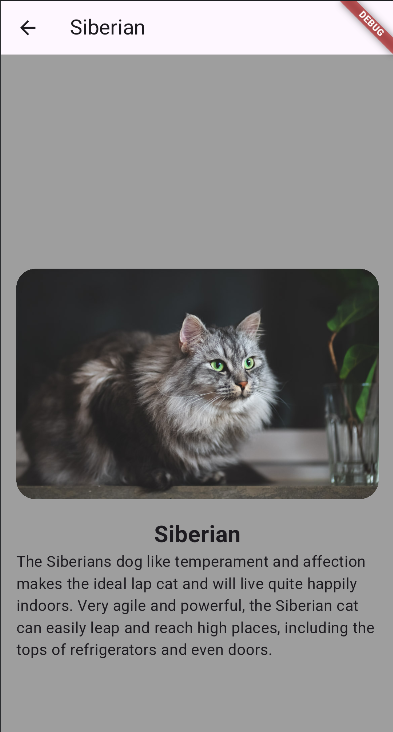 Siberian
DEBUG
Siberian
The Siberians dog like temperament and affection
makes the ideal lap cat and will live quite happily
indoors. Very agile and powerful, the Siberian cat
can easily leap and reach high places, including the
tops of refrigerators and even doors.